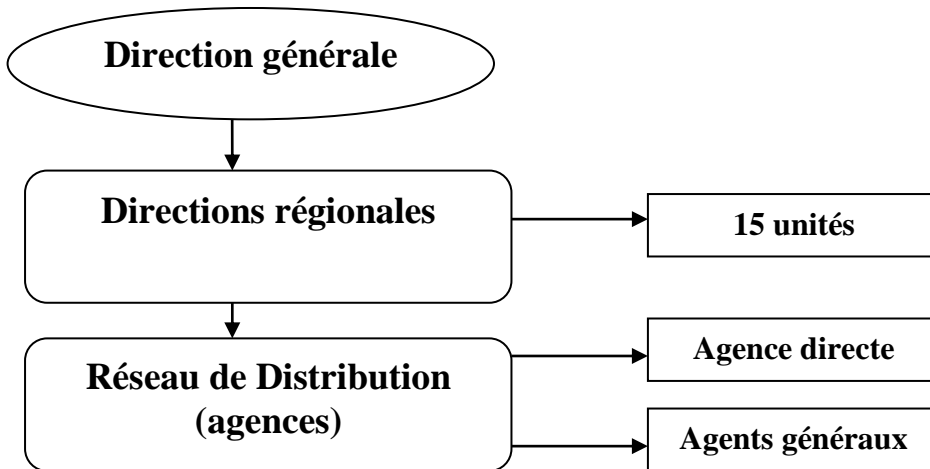 Direction générale
Directions régionales
15 unités
Réseau de Distribution
(agences)
Agence directe
Agents généraux